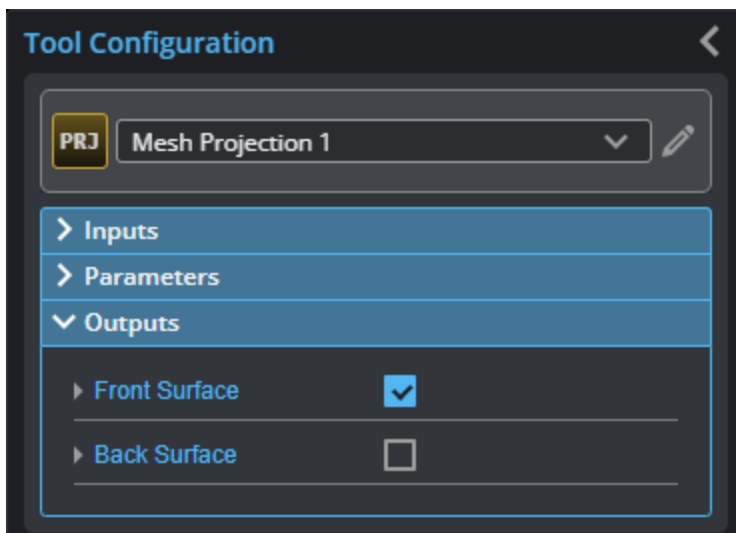 Tool Configuration
PRJ Mesh Projection 1
Inputs
Parameters
Outputs
Front Surface
Back Surface